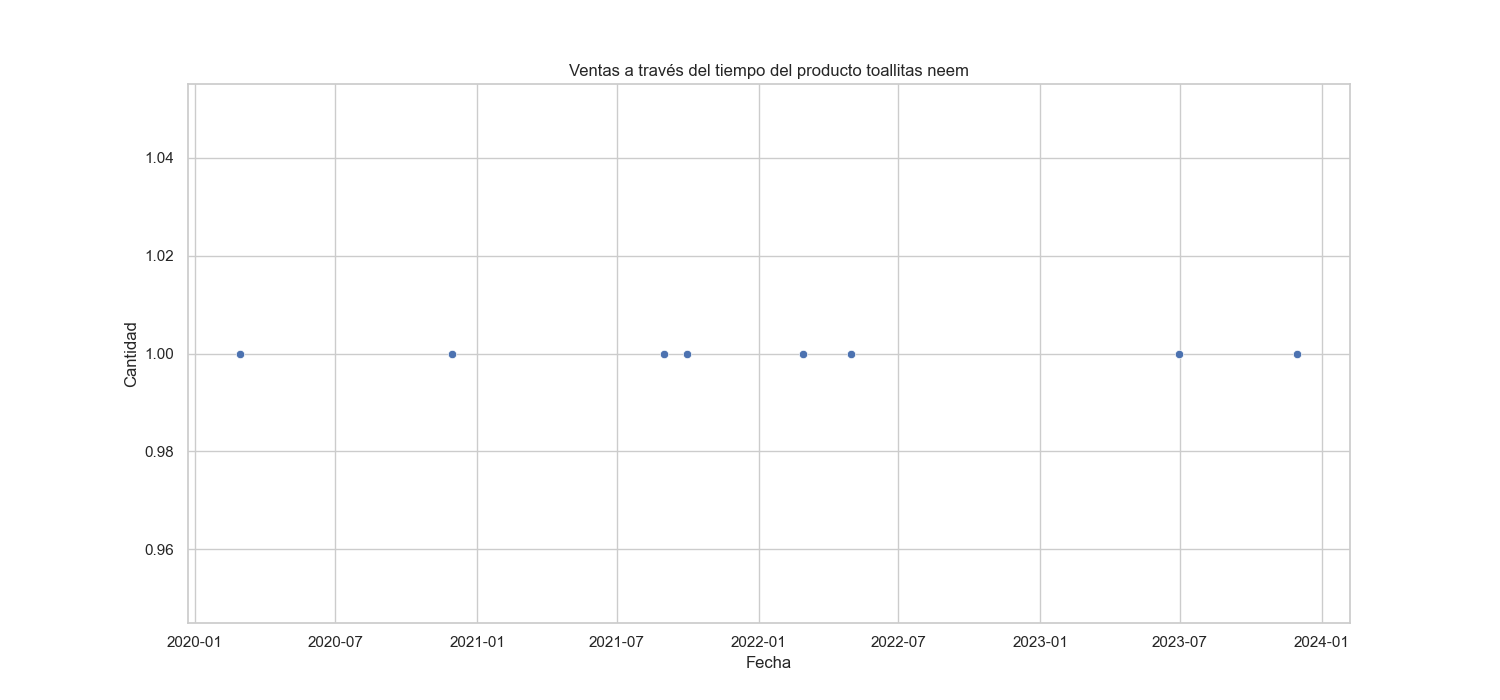 Ventas a través del tiempo del producto toallitas neem
1.04
1.02
1.00
0.98
0.96
Cantidad
2020-01 2020-07 2021-01 2021-07 2022-01 2022-07 2023-01 2023-07 2024-01
Fecha